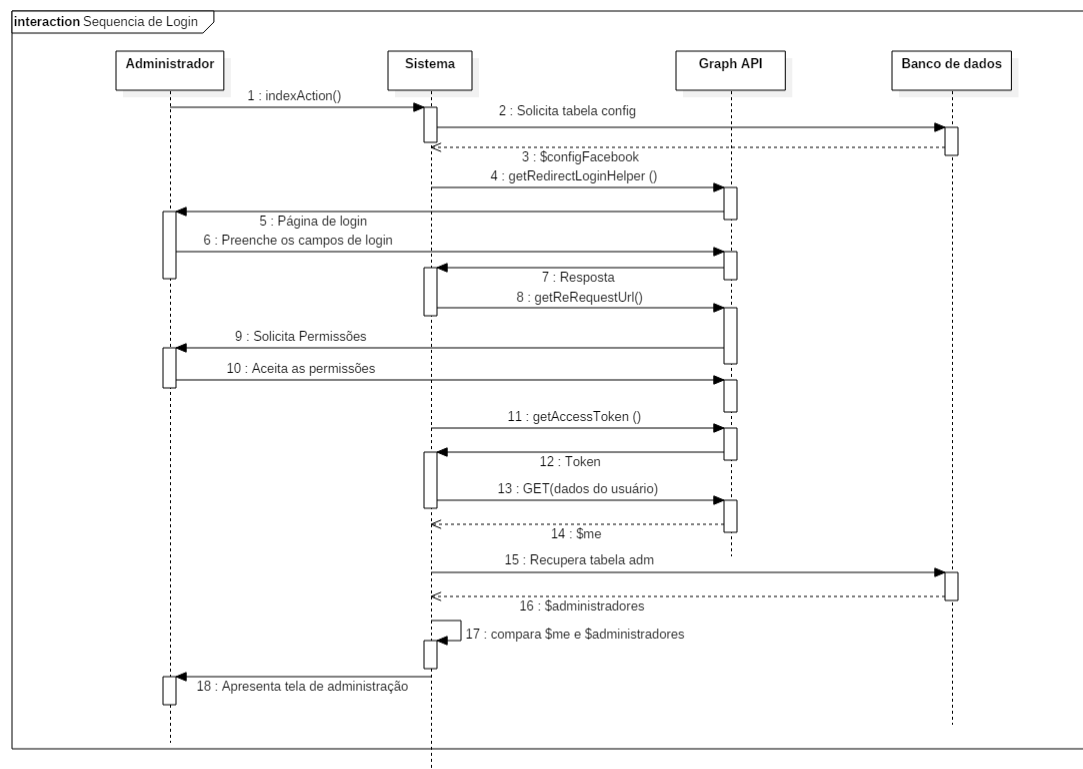 interaction Sequencia de Login
Administrador
Sistema
Graph API
Banco de dados
1 : indexAction()
2 : Solicita tabela config
3 : $configFacebook
4 : getRedirectLoginHelper ()
5 : Página de login
6 : Preenche os campos de login
7 : Resposta
8 : getReRequestUrl()
9 : Solicita Permissões
10 : Aceita as permissões
11 : getAccessToken ()
12 : Token
13 : GET(dados do usuário)
14 : $me
15 : Recupera tabela adm
16 : $administradores
17 : compara $me e $administradores
18 : Apresenta tela de administração